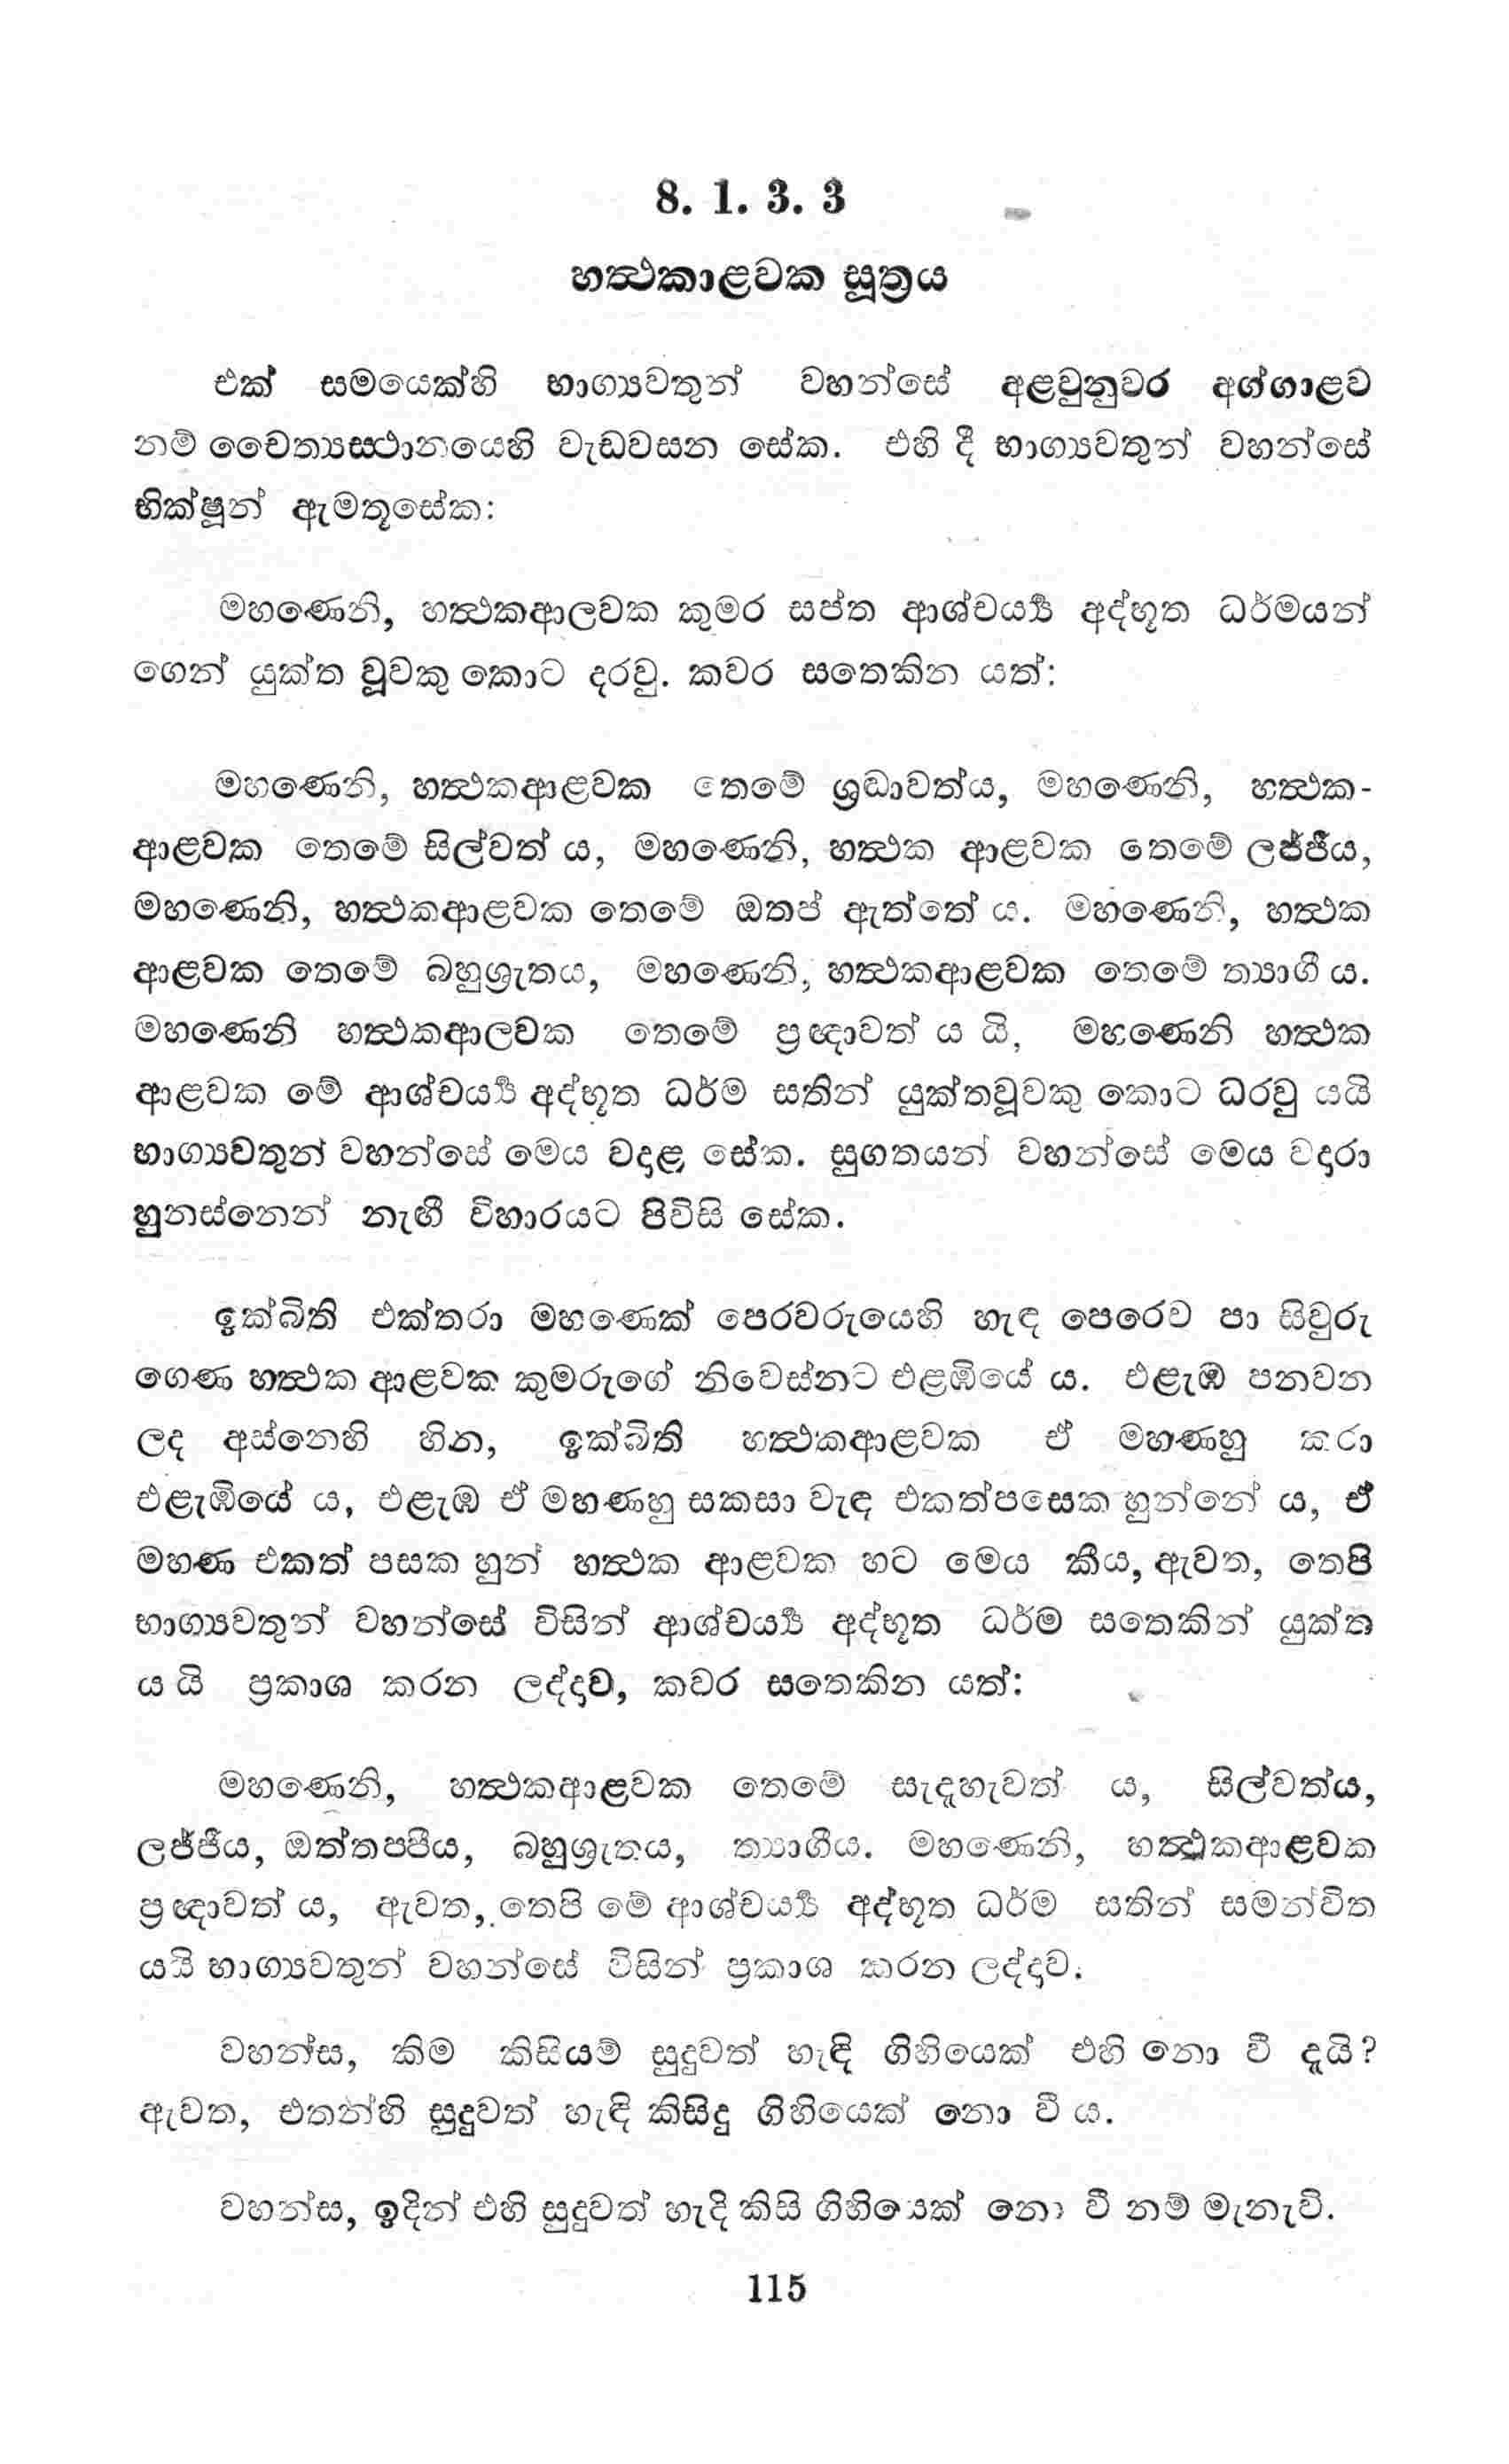 8. 1. 3. 3
හත්‍ථකාළවක සූත්‍රය
එක් සමයෙක්හි භාග්‍යවතුන් වහන්සේ අළවුනුවර අග්ගාළව
නම් චෛත්‍යස්‍ථානයෙහි වැඩවසන සේක. එහි දී භාග්‍යවතුන් වහන්සේ
භික්ෂූන් ඇමතූසේක:
මහණෙනි, හත්‍ථකආලවක කුමර සප්ත ආශ්චර්‍ය්‍ය අද්භූත ධර්මයන්
ගෙන් යුක්ත වූවකු කොට දරවු. කවර සතෙකින යත්:
මහණෙනි, හත්‍ථකආළවක තෙමේ ශ්‍රද්‍ධාවත්ය, මහණෙනි, හත්‍ථක-
ආළවක තෙමේ සිල්වත් ය, මහණෙනි, හත්‍ථක ආළවක තෙමේ ලජ්ජීය,
මහණෙනි, හත්‍ථකආළවක තෙමේ ඔතප් ඇත්තේ ය. මහණෙනි, හත්‍ථක
ආළවක තෙමේ බහුශ්‍රැතය, මහණෙනි, හත්‍ථකආළවක තෙමේ ත්‍යාගී ය.
මහණෙනි හත්‍ථකආලවක තෙමේ ප්‍රඥාවත් ය යි, මහණෙනි හත්‍ථක
ආළවක මේ ආශ්චර්‍ය්‍ය අද්භූත ධර්ම සතින් යුක්තවූවකු කොට ධරවු යයි
භාග්‍යවතුන් වහන්සේ මෙය වදාළ සේක. සුගතයන් වහන්සේ මෙය වදාරා
හුනස්නෙන් නැඟී විහාරයට පිවිසි සේක.
ඉක්බිති එක්තරා මහණෙක් පෙරවරුයෙහි හැඳ පෙරෙව පා සිවුරු
ගෙණ හත්‍ථක ආළවක කුමරුගේ නිවෙස්නට එළඹියේ ය. එළැඹ පනවන
ලද අස්නෙහි හින, ඉක්බිති හත්‍ථකආළවක ඒ මහණහු කරා
එළැඹියේ ය, එළැඹ ඒ මහණහු සකසා වැඳ එකත්පසෙක හුන්නේ ය, ඒ
මහණ එකත් පසක හුන් හත්‍ථක ආළවක හට මෙය කීය, ඇවත, තෙපි
භාග්‍යවතුන් වහන්සේ විසින් ආශ්චර්‍ය්‍ය අද්භූත ධර්ම සතෙකින් යුක්ත
ය යි ප්‍රකාශ කරන ලද්දාව, කවර සතෙකින යත්:
මහණෙනි, හත්‍ථකආළවක තෙමේ සැදැහැවත් ය, සිල්වත්ය,
ලජ්ජීය, ඔත්තපපීය, බහුශ්‍රැතය, ත්‍යාගීය. මහණෙනි, හත්‍ථකආළවක
ප්‍රඥාවත් ය, ඇවත, තෙපි මේ ආශ්චර්‍ය්‍ය අද්භූත ධර්ම සතින් සමන්විත
යයි භාග්‍යවතුන් වහන්සේ විසින් ප්‍රකාශ කරන ලද්දාව.
වහන්ස, කිම කිසියම් සුදුවත් හැඳි ගිහියෙක් එහි නො වී දැයි?
ඇවත, එතන්හි සුදුවත් හැඳි කිසිදු ගිහියෙක් නො වී ය.
වහන්ස, ඉදින් එහි සුදුවත් හැදි කිසි ගිහියෙක් නො වී නම් මැනැවි.
115